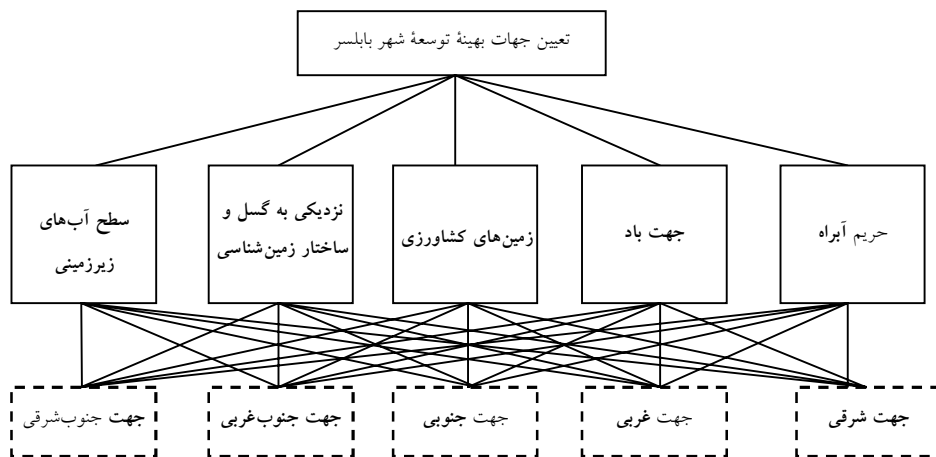 تعیین جهات بهینهٔ توسعهٔ شهر بابلسر
حریم آبراه
جهت باد
زمین‌های کشاورزی
نزدیکی به گسل و
ساختار زمین‌شناسی
سطح آب‌های
زیرزمینی
جهت شرقی
جهت غربی
جهت جنوبی
جهت جنوب‌غربی
جهت جنوب‌شرقی